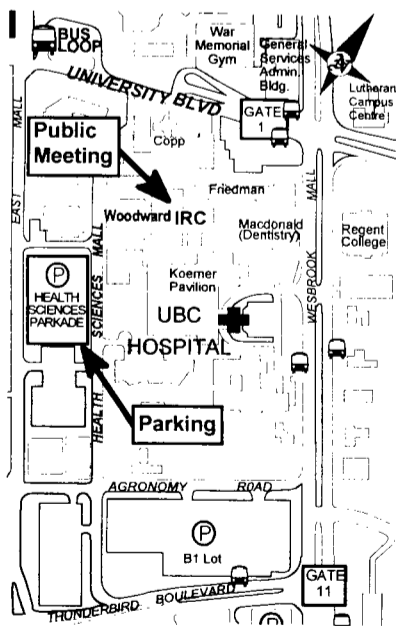 BUS
LOOP
War
Memorial
Gym
General
Services
Admin.
Bldg.
Lutheran
Campus
Centre
UNIVERSITY BLVD
GATE
1
EAST MALL
Public
Meeting
Copp
Friedman
Woodward IRC
Macdonald
(Dentistry)
Regent
College
WESBROOK MALL
P
HEALTH
SCIENCES
PARKADE
HEALTH SCIENCES MALL
Koerner
Pavilion
UBC
HOSPITAL
Parking
AGRONOMY ROAD
P
B1 Lot
GATE
11
THUNDERBIRD BOULEVARD
P